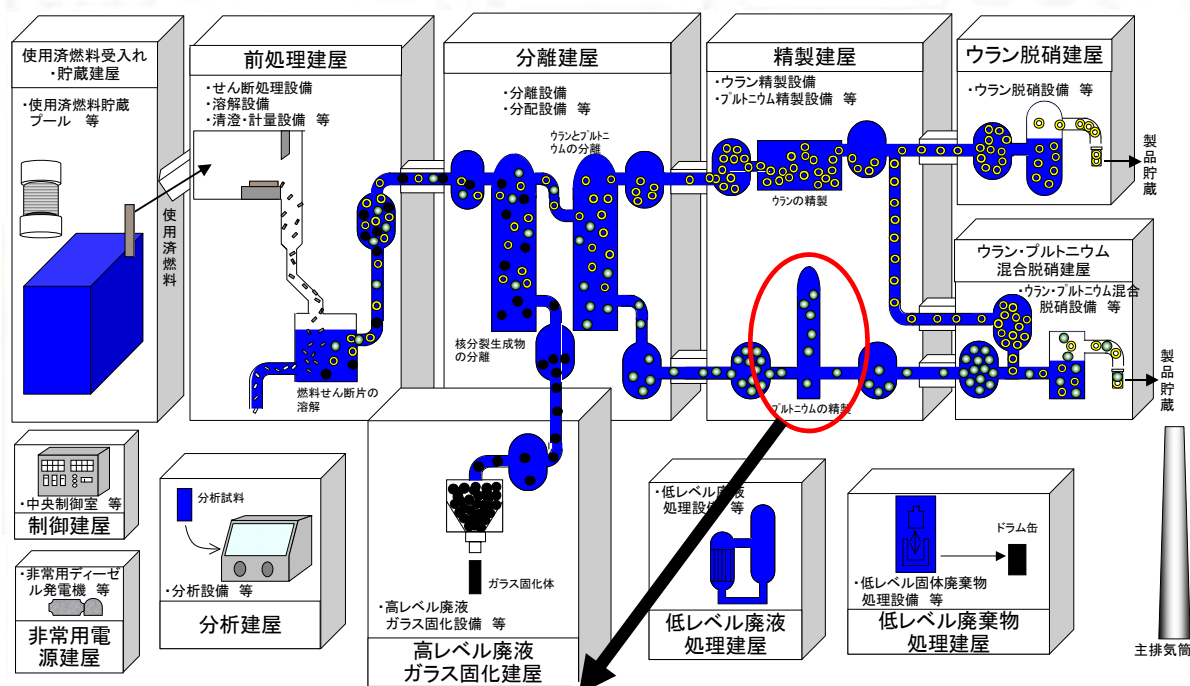 使用済燃料受入れ
・貯蔵建屋
・使用済燃料貯蔵
プール 等
使用済燃料
前処理建屋
・せん断処理設備
・溶解設備
・清澄・計量設備 等
燃料せん断片の
溶解
分離建屋
・分離設備
・分配設備 等
ウランとプルトニ
ウムの分離
核分裂生成物
の分離
精製建屋
・ウラン精製設備
・プルトニウム精製設備 等
ウランの精製
プルトニウムの精製
ウラン脱硝建屋
・ウラン脱硝設備 等
製品貯蔵
ウラン・プルトニウム
混合脱硝建屋
・ウラン・プルトニウム混合
脱硝設備 等
製品貯蔵
・中央制御室 等
制御建屋
・非常用ディーゼ
ル発電機 等
非常用電
源建屋
分析試料
・分析設備 等
分析建屋
ガラス固化体
・高レベル廃液
ガラス固化設備 等
高レベル廃液
ガラス固化建屋
・低レベル廃液
処理設備 等
低レベル廃液
処理建屋
ドラム缶
・低レベル固体廃棄物
処理設備 等
低レベル廃棄物
処理建屋
主排気筒